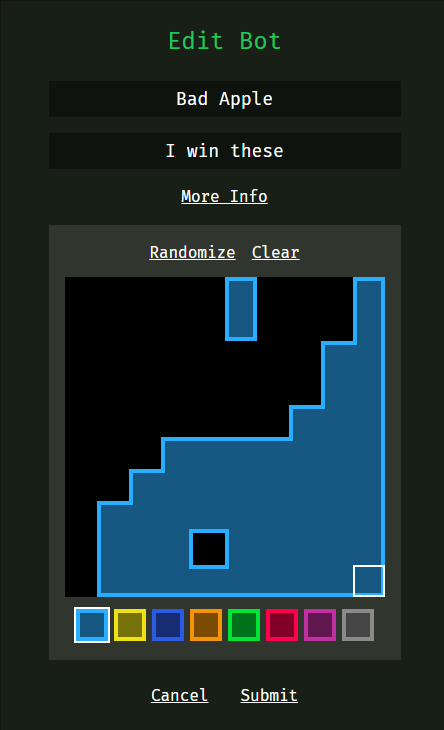 Edit Bot
Bad Apple
I win these
More Info
Randomize Clear
Cancel Submit